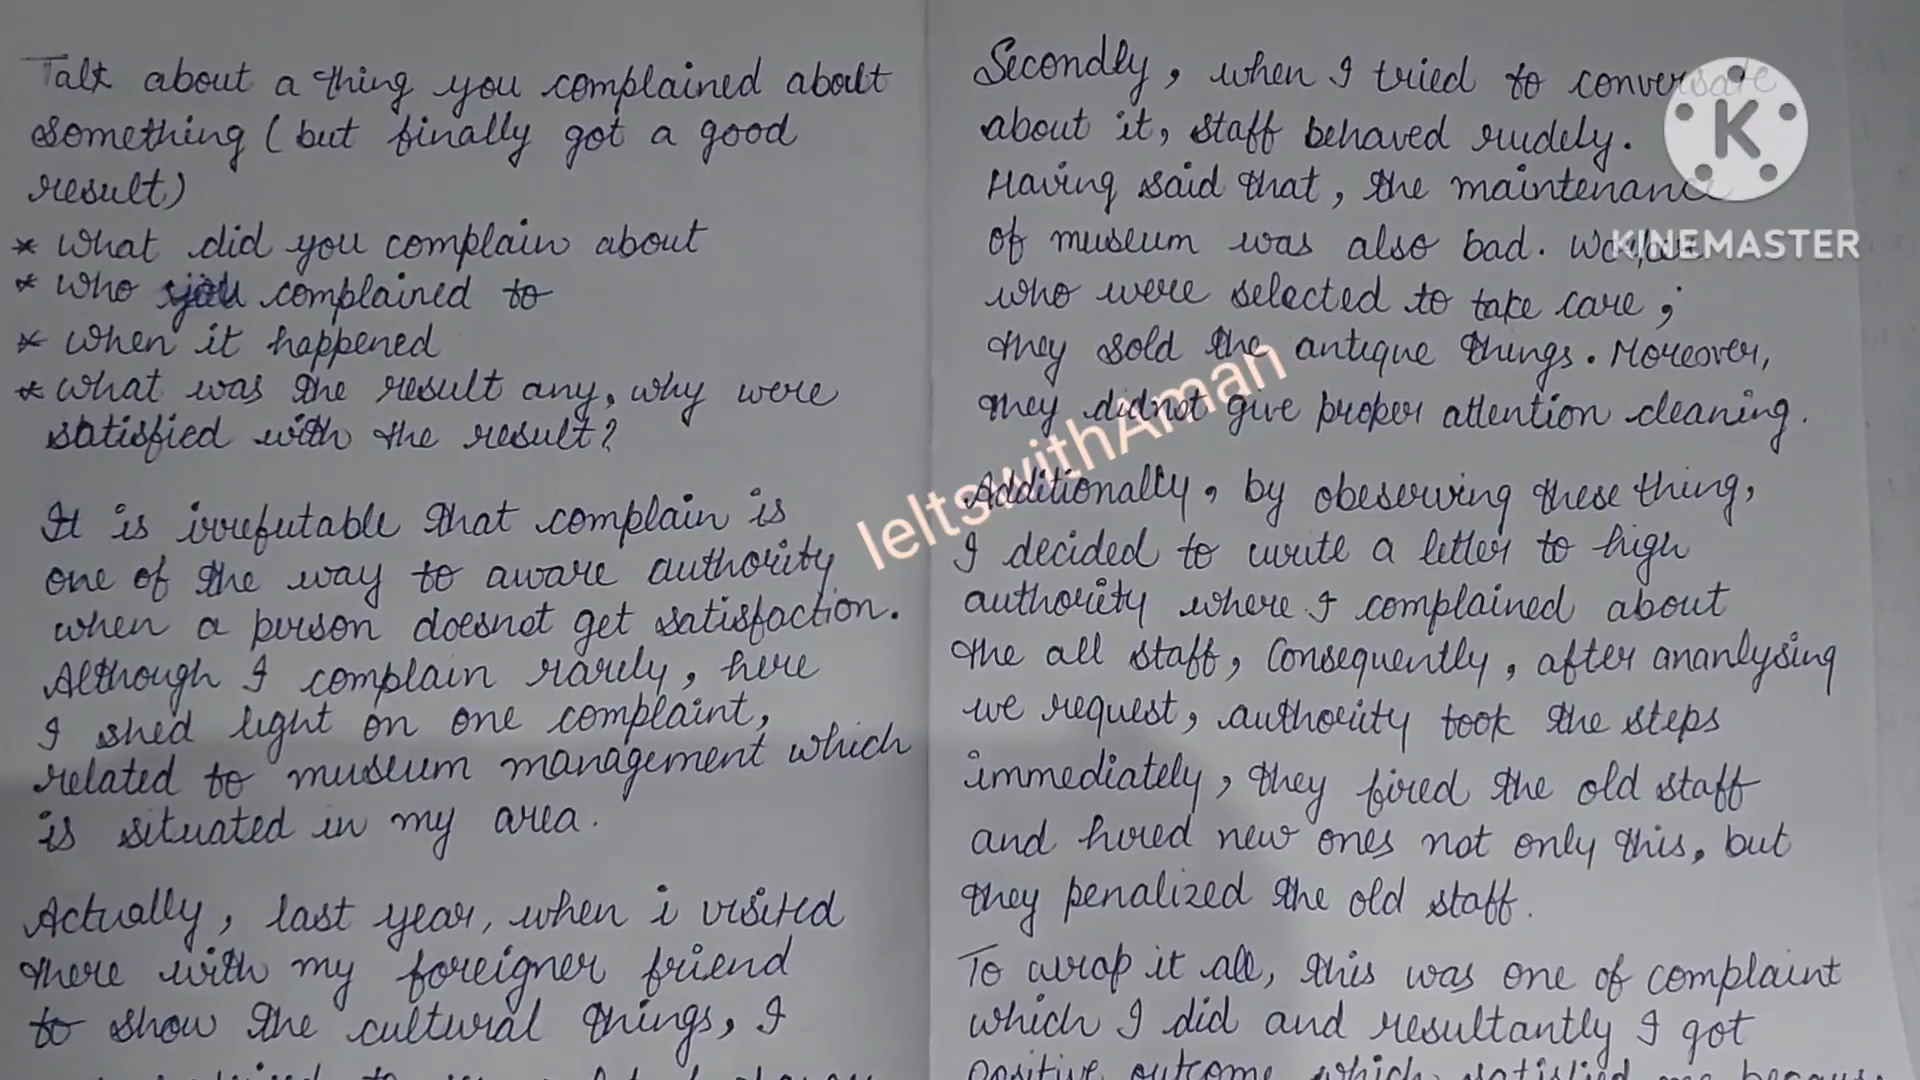 Talk about a thing you complained about
something (but finally got a good
result)
* what did you complain about
* who you complained to
* when it happened
* what was the result any, why were
satisfied with the result?
It is irrefutable that complain is
one of the way to aware authority
when a person doesnot get satisfaction.
Although I complain rarely, here
I shed light on one complaint,
related to museum management which
is situated in my area.
Actually, last year, when i visited
there with my foreigner friend
to show the cultural things, I
Secondly, when I tried to conversate
about it, staff behaved rudely.
Having said that, the maintenance
of museum was also bad.
who were selected to take care;
they sold the antique things. Moreover,
they didnot give proper attention cleaning.
Additionally, by obeserving these thing,
I decided to write a letter to high
authority where I complained about
the all staff, Consequently, after ananlysing
we request, authority took the steps
immediately, they fired the old staff
and hired new ones not only this, but
they penalized the old staff.
To wrap it all, this was one of complaint
which I did and resultantly I got
positive outcome which satisfied me because
K
KINEMASTER
IeltswithAman